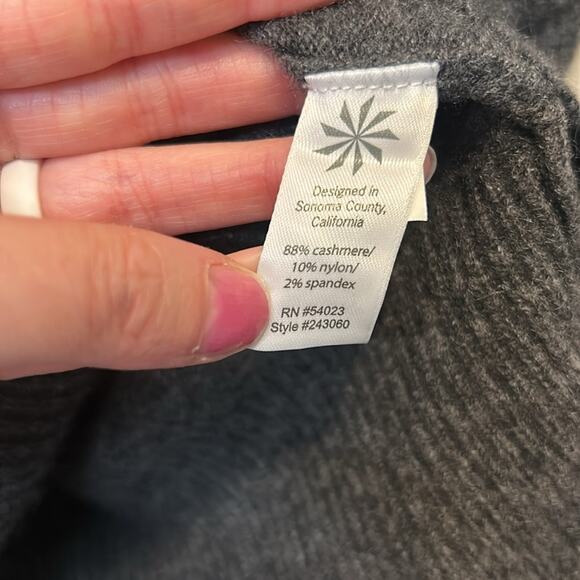 Designed in
Sonoma County,
California
88% cashmere/
10% nylon/
2% spandex
RN #54023
Style #243060